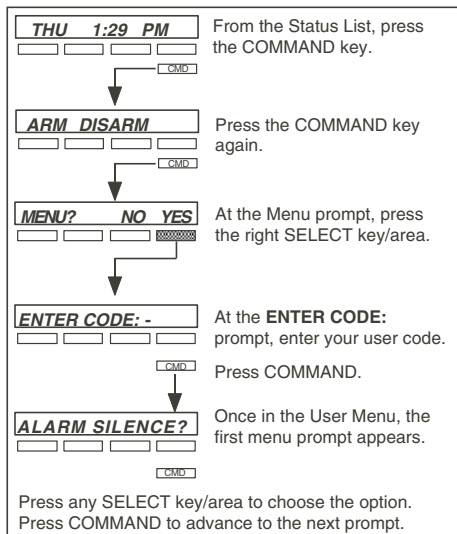 THU 1:29 PM
From the Status List, press
the COMMAND key.
CMD
ARM DISARM
Press the COMMAND key
again.
CMD
MENU? NO YES
At the Menu prompt, press
the right SELECT key/area.
ENTER CODE: -
At the ENTER CODE:
prompt, enter your user code.
CMD
Press COMMAND.
ALARM SILENCE?
Once in the User Menu, the
first menu prompt appears.
CMD
Press any SELECT key/area to choose the option.
Press COMMAND to advance to the next prompt.